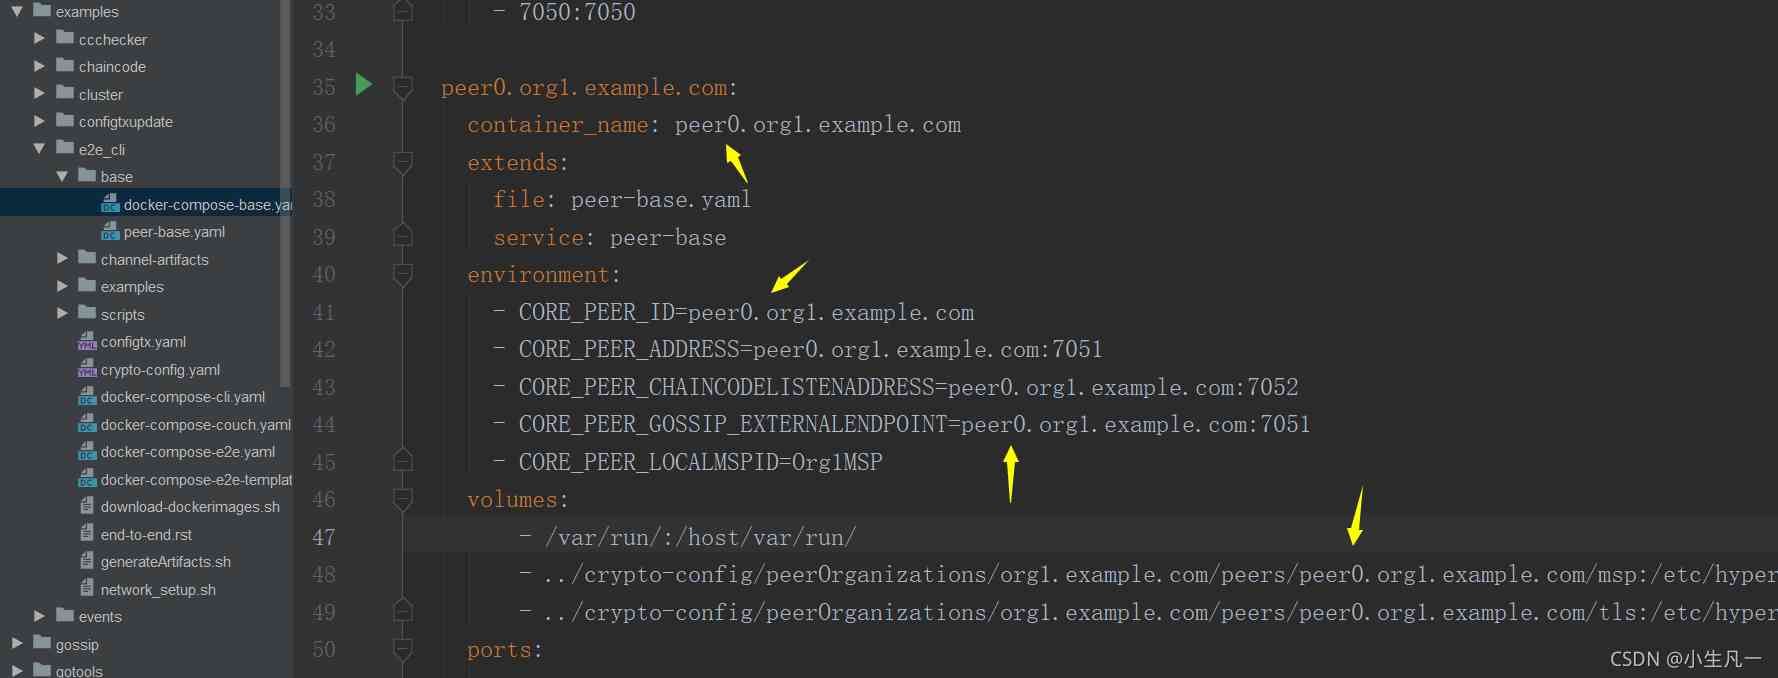 examples
ccchecker
chaincode
cluster
configtxupdate
e2e_cli
base
docker-compose-base.ya
peer-base.yaml
channel-artifacts
examples
scripts
configtx.yaml
crypto-config.yaml
docker-compose-cli.yaml
docker-compose-couch.yaml
docker-compose-e2e.yaml
docker-compose-e2e-templat
download-dockerimages.sh
end-to-end.rst
generateArtifacts.sh
network_setup.sh
events
gossip
gotools
33 - 7050:7050
34
35 peer0.org1.example.com:
36 container_name: peer0.org1.example.com
37 extends:
38 file: peer-base.yaml
39 service: peer-base
40 environment:
41 - CORE_PEER_ID=peer0.org1.example.com
42 - CORE_PEER_ADDRESS=peer0.org1.example.com:7051
43 - CORE_PEER_CHAINCODELISTENADDRESS=peer0.org1.example.com:7052
44 - CORE_PEER_GOSSIP_EXTERNALENDPOINT=peer0.org1.example.com:7051
45 - CORE_PEER_LOCALMSPID=Org1MSP
46 volumes:
47 - /var/run/:/host/var/run/
48 - ../crypto-config/peerOrganizations/org1.example.com/peers/peer0.org1.example.com/msp:/etc/hyper
49 - ../crypto-config/peerOrganizations/org1.example.com/peers/peer0.org1.example.com/tls:/etc/hyper
50 ports:
CSDN @小生凡一